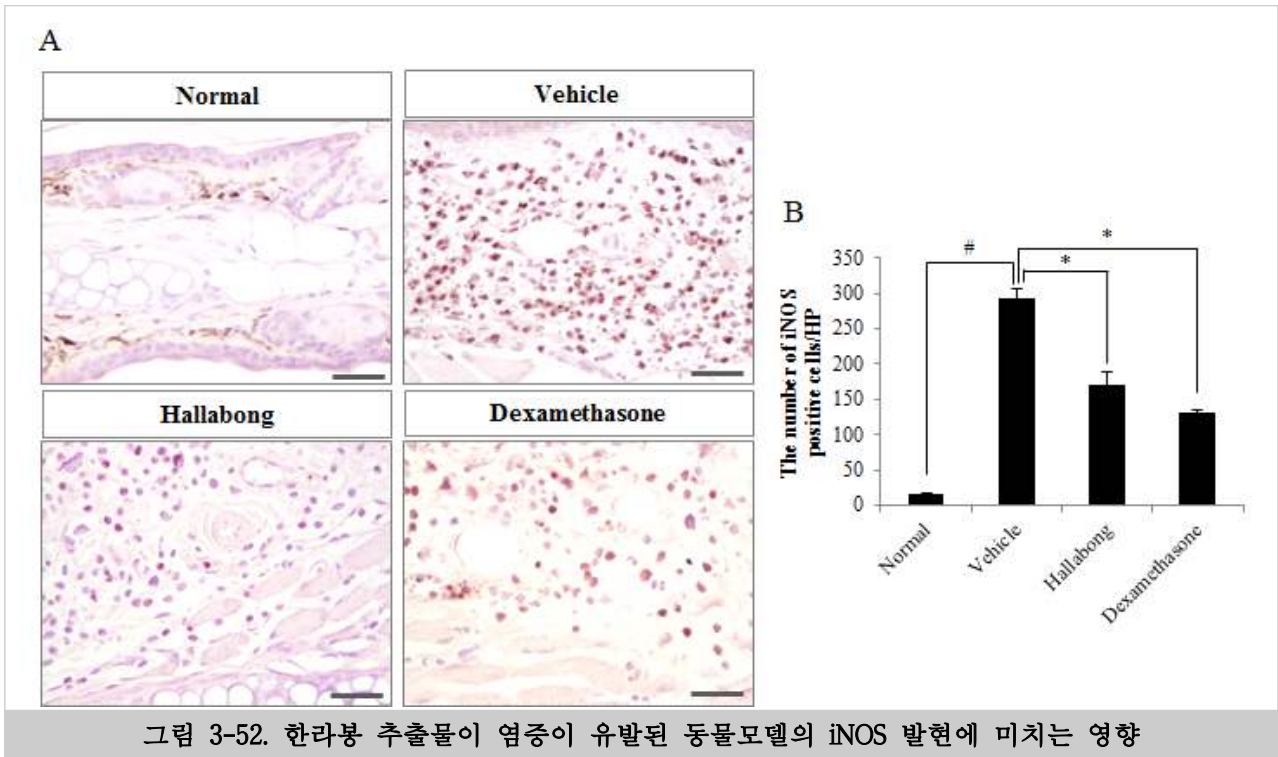 A
Normal
Vehicle
Hallabong
Dexamethasone
B
The number of iNOS
positive cells/HP
350
300
250
200
150
100
50
0
#
*
*
Normal
Vehicle
Hallabong
Dexamethasone
그림 3-52. 한라봉 추출물이 염증이 유발된 동물모델의 iNOS 발현에 미치는 영향